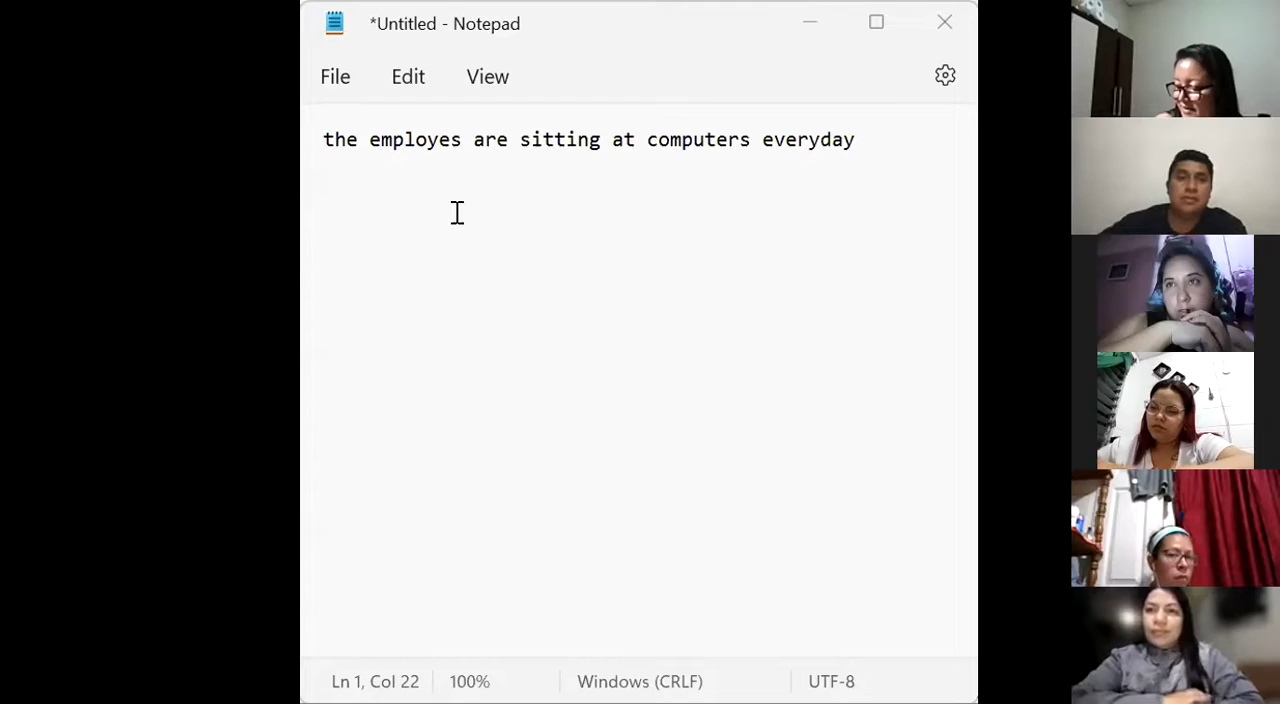 *Untitled - Notepad
File Edit View
the employes are sitting at computers everyday
Ln 1, Col 22 100% Windows (CRLF) UTF-8